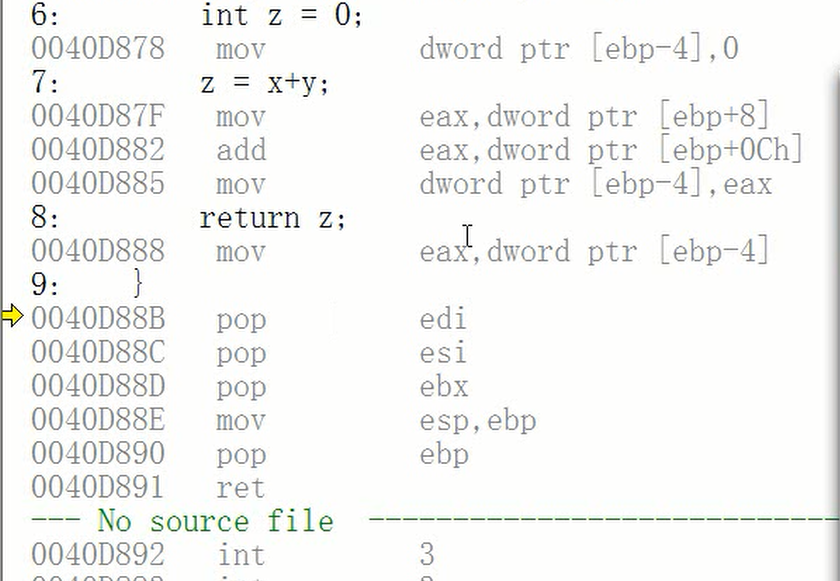 6:        int z = 0;
0040D878   mov         dword ptr [ebp-4],0
7:        z = x+y;
0040D87F   mov         eax,dword ptr [ebp+8]
0040D882   add         eax,dword ptr [ebp+0Ch]
0040D885   mov         dword ptr [ebp-4],eax
8:        return z;
0040D888   mov         eax,dword ptr [ebp-4]
9:    }
0040D88B   pop         edi
0040D88C   pop         esi
0040D88D   pop         ebx
0040D88E   mov         esp,ebp
0040D890   pop         ebp
0040D891   ret
--- No source file  ----------------------------
0040D892   int         3